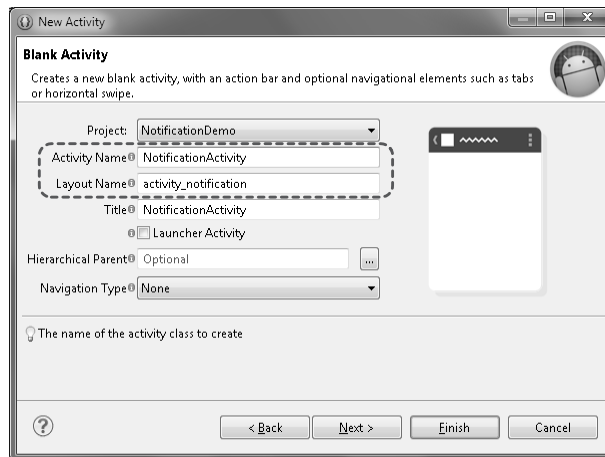 New Activity
Blank Activity
Creates a new blank activity, with an action bar and optional navigational elements such as tabs
or horizontal swipe.
Project: NotificationDemo
Activity Name NotificationActivity
Layout Name activity_notification
Title NotificationActivity
Launcher Activity
Hierarchical Parent Optional ...
Navigation Type None
The name of the activity class to create
? < Back Next > Finish Cancel